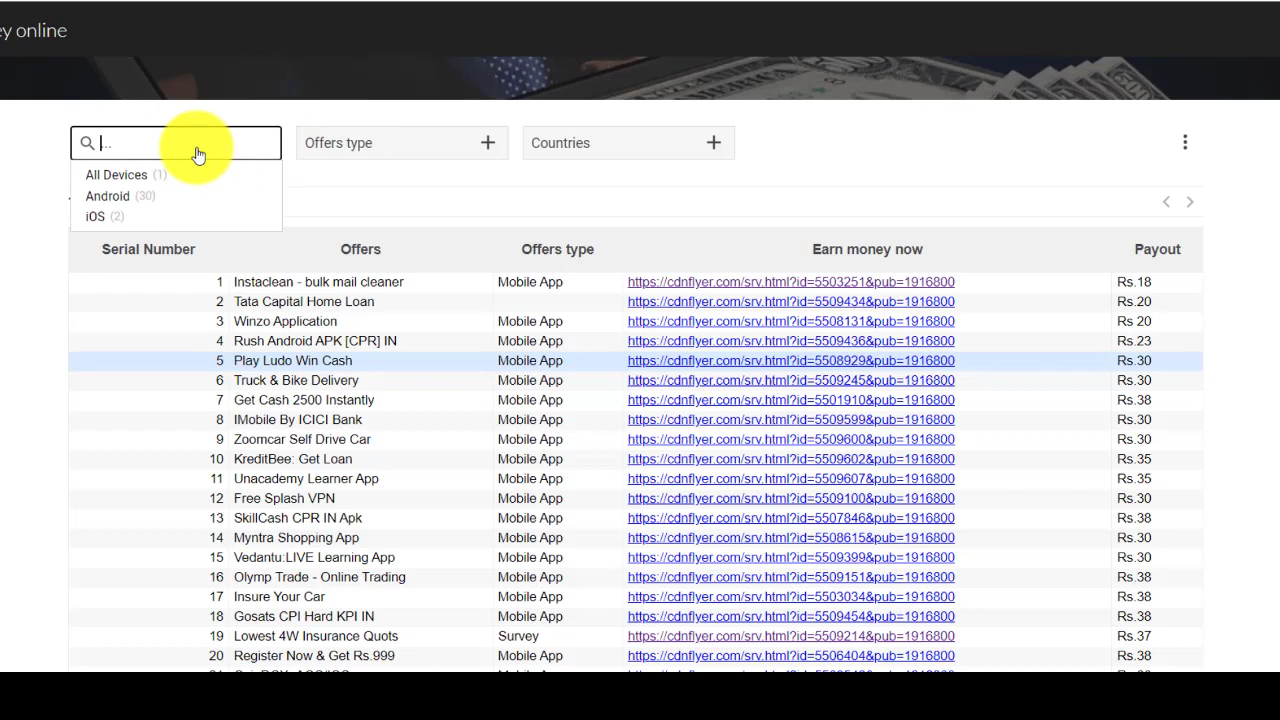 ey online
...
Offers type +
Countries +
All Devices (1)
Android (30)
iOS (2)
Serial Number Offers Offers type Earn money now Payout
1 Instaclean - bulk mail cleaner Mobile App https://cdnflyer.com/srv.html?id=5503251&pub=1916800 Rs.18
2 Tata Capital Home Loan https://cdnflyer.com/srv.html?id=5509434&pub=1916800 Rs.20
3 Winzo Application Mobile App https://cdnflyer.com/srv.html?id=5508131&pub=1916800 Rs 20
4 Rush Android APK [CPR] IN Mobile App https://cdnflyer.com/srv.html?id=5509436&pub=1916800 Rs.23
5 Play Ludo Win Cash Mobile App https://cdnflyer.com/srv.html?id=5508929&pub=1916800 Rs.30
6 Truck & Bike Delivery Mobile App https://cdnflyer.com/srv.html?id=5509245&pub=1916800 Rs.30
7 Get Cash 2500 Instantly Mobile App https://cdnflyer.com/srv.html?id=5501910&pub=1916800 Rs.38
8 IMobile By ICICI Bank Mobile App https://cdnflyer.com/srv.html?id=5509599&pub=1916800 Rs.30
9 Zoomcar Self Drive Car Mobile App https://cdnflyer.com/srv.html?id=5509600&pub=1916800 Rs.30
10 KreditBee: Get Loan Mobile App https://cdnflyer.com/srv.html?id=5509602&pub=1916800 Rs.35
11 Unacademy Learner App Mobile App https://cdnflyer.com/srv.html?id=5509607&pub=1916800 Rs.35
12 Free Splash VPN Mobile App https://cdnflyer.com/srv.html?id=5509100&pub=1916800 Rs.30
13 SkillCash CPR IN Apk Mobile App https://cdnflyer.com/srv.html?id=5507846&pub=1916800 Rs.38
14 Myntra Shopping App Mobile App https://cdnflyer.com/srv.html?id=5508615&pub=1916800 Rs.30
15 Vedantu:LIVE Learning App Mobile App https://cdnflyer.com/srv.html?id=5509399&pub=1916800 Rs.30
16 Olymp Trade - Online Trading Mobile App https://cdnflyer.com/srv.html?id=5509151&pub=1916800 Rs.38
17 Insure Your Car Mobile App https://cdnflyer.com/srv.html?id=5503034&pub=1916800 Rs.38
18 Gosats CPI Hard KPI IN Mobile App https://cdnflyer.com/srv.html?id=5509454&pub=1916800 Rs.38
19 Lowest 4W Insurance Quots Survey https://cdnflyer.com/srv.html?id=5509214&pub=1916800 Rs.37
20 Register Now & Get Rs.999 Mobile App https://cdnflyer.com/srv.html?id=5506404&pub=1916800 Rs.38